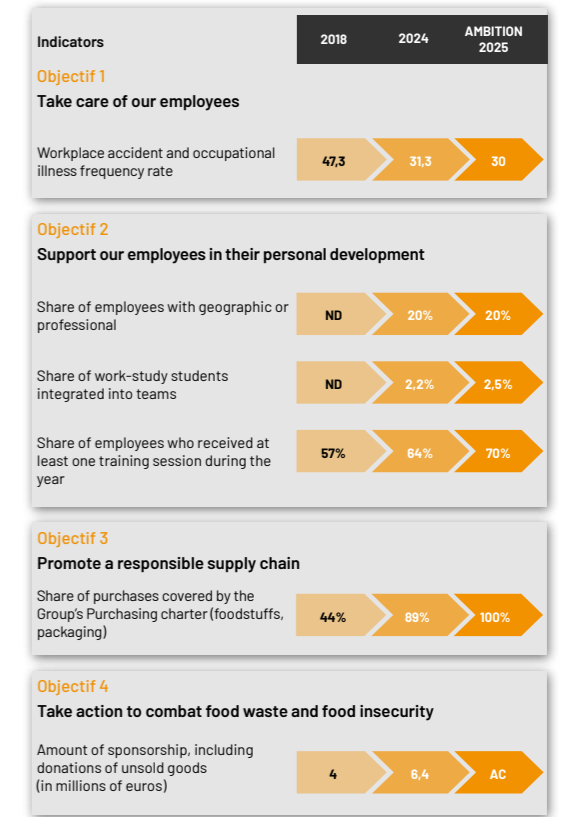 Indicators 2018 2024 AMBITION
2025
Objectif 1
Take care of our employees
Workplace accident and occupational
illness frequency rate
47,3 31,3 30
Objectif 2
Support our employees in their personal development
Share of employees with geographic or
professional
ND 20% 20%
Share of work-study students
integrated into teams
ND 2,2% 2,5%
Share of employees who received at
least one training session during the
year
57% 64% 70%
Objectif 3
Promote a responsible supply chain
Share of purchases covered by the
Group's Purchasing charter (foodstuffs,
packaging)
44% 89% 100%
Objectif 4
Take action to combat food waste and food insecurity
Amount of sponsorship, including
donations of unsold goods
(in millions of euros)
4 6,4 AC